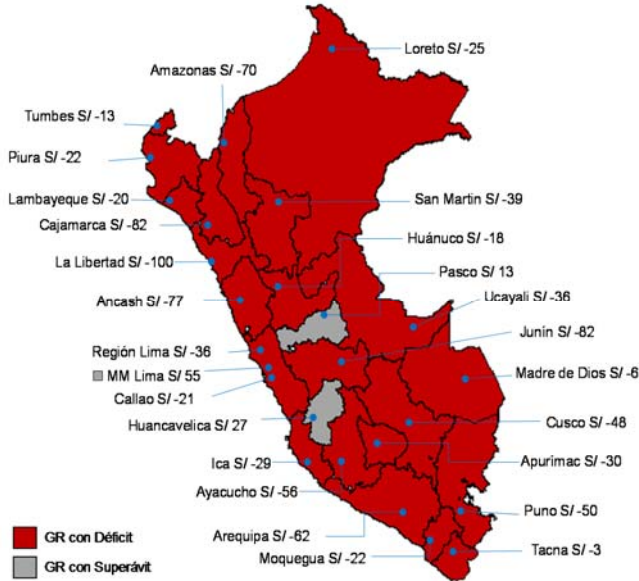 Loreto S/ -25
Amazonas S/ -70
Tumbes S/ -13
Piura S/ -22
Lambayeque S/ -20
San Martin S/ -39
Cajamarca S/ -82
Huánuco S/ -18
La Libertad S/ -100
Pasco S/ 13
Ancash S/ -77
Ucayali S/ -36
Junín S/ -82
Región Lima S/ -36
MM Lima S/ 55
Madre de Dios S/ -6
Callao S/ -21
Huancavelica S/ 27
Cusco S/ -48
Ica S/ -29
Apurímac S/ -30
Ayacucho S/ -56
Puno S/ -50
Arequipa S/ -62
Tacna S/ -3
Moquegua S/ -22
GR con Déficit
GR con Superávit